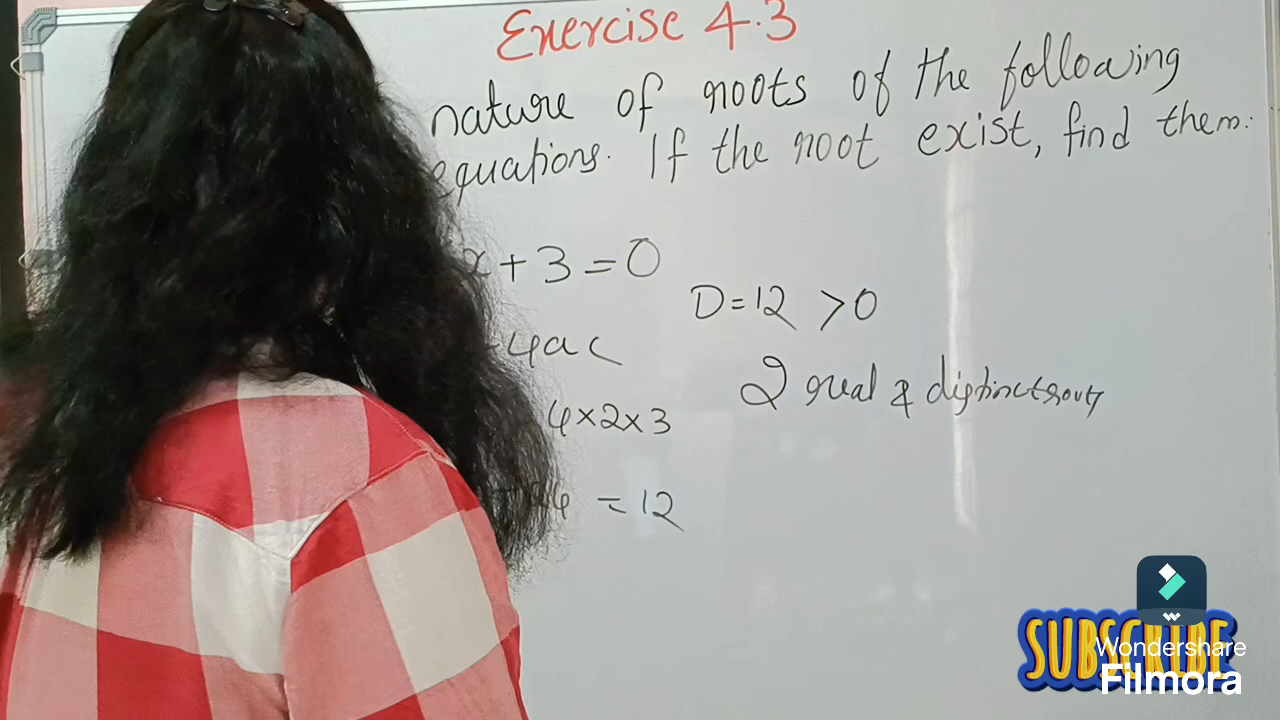 Exercise 4.3
nature of roots of the following
equations. If the root exist, find them:
x + 3 = 0
D = 12 > 0
4ac
2 real & distinct roots
4×2×3
= 12
SUBSCRIBE
Wondershare
Filmora